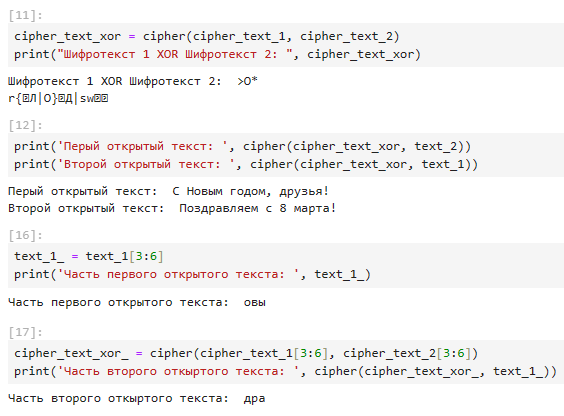 [11]:
cipher_text_xor = cipher(cipher_text_1, cipher_text_2)
print("Шифротекст 1 XOR Шифротекст 2: ", cipher_text_xor)
Шифротекст 1 XOR Шифротекст 2:  >O*
r{Л|O}Д|sw
[12]:
print('Перый открытый текст: ', cipher(cipher_text_xor, text_2))
print('Второй открытый текст: ', cipher(cipher_text_xor, text_1))
Перый открытый текст:  С Новым годом, друзья!
Второй открытый текст:  Поздравляем с 8 марта!
[16]:
text_1_ = text_1[3:6]
print('Часть первого открытого текста: ', text_1_)
Часть первого открытого текста:  овы
[17]:
cipher_text_xor_ = cipher(cipher_text_1[3:6], cipher_text_2[3:6])
print('Часть второго откыртого текста: ', cipher(cipher_text_xor_, text_1_))
Часть второго откыртого текста:  дра